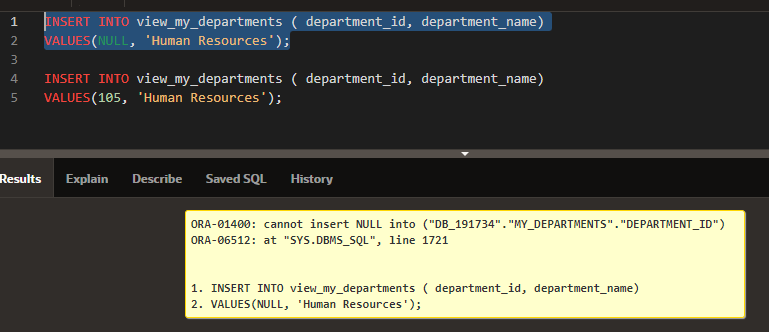 1 INSERT INTO view_my_departments ( department_id, department_name)
2 VALUES(NULL, 'Human Resources');
3
4 INSERT INTO view_my_departments ( department_id, department_name)
5 VALUES(105, 'Human Resources');
Results Explain Describe Saved SQL History
ORA-01400: cannot insert NULL into ("DB_191734"."MY_DEPARTMENTS"."DEPARTMENT_ID")
ORA-06512: at "SYS.DBMS_SQL", line 1721
1. INSERT INTO view_my_departments ( department_id, department_name)
2. VALUES(NULL, 'Human Resources');